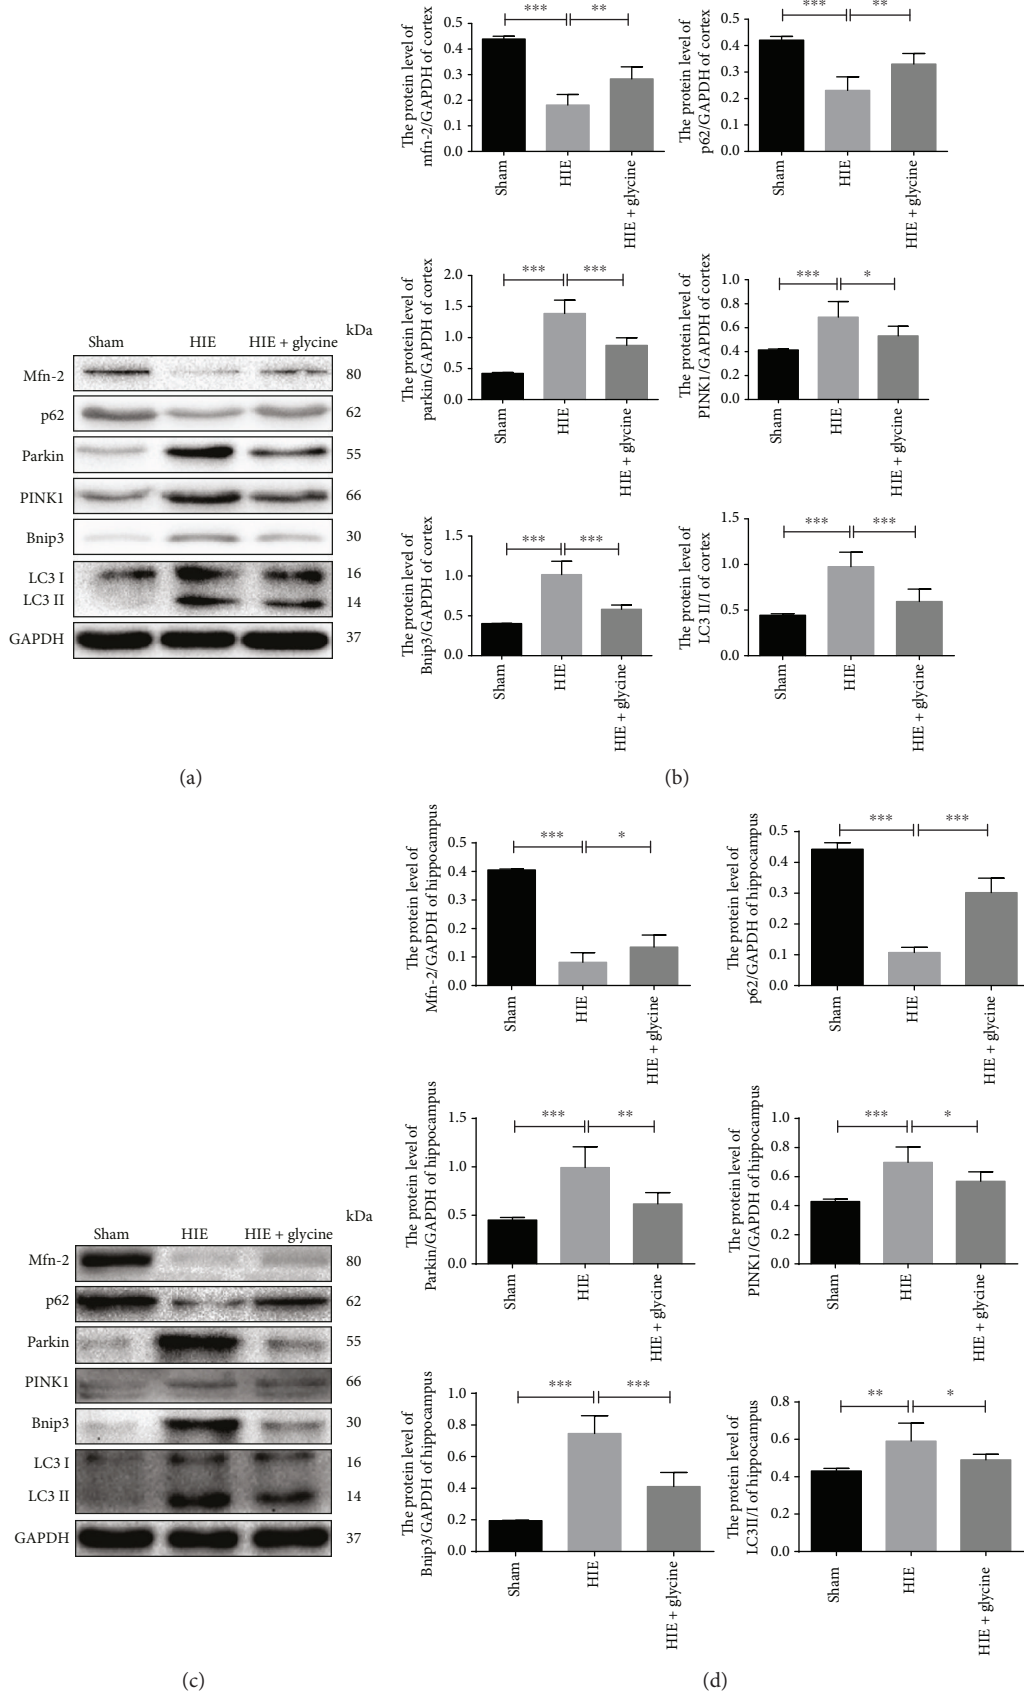 Sham HIE HIE + glycine kDa
Mfn-2 80
p62 62
Parkin 55
PINK1 66
Bnip3 30
LC3 I 16
LC3 II 14
GAPDH 37
(a)
The protein level of
mfn-2/GAPDH of cortex
0.5
0.4
0.3
0.2
0.1
0.0
*** **
Sham
HIE
HIE + glycine
The protein level of
p62/GAPDH of cortex
0.5
0.4
0.3
0.2
0.1
0.0
*** **
Sham
HIE
HIE + glycine
The protein level of
parkin/GAPDH of cortex
2.0
1.5
1.0
0.5
0.0
*** ***
Sham
HIE
HIE + glycine
The protein level of
PINK1/GAPDH of cortex
1.0
0.8
0.6
0.4
0.2
0.0
*** *
Sham
HIE
HIE + glycine
The protein level of
Bnip3/GAPDH of cortex
1.5
1.0
0.5
0.0
*** ***
Sham
HIE
HIE + glycine
The protein level of
LC3 II/I of cortex
1.5
1.0
0.5
0.0
*** ***
Sham
HIE
HIE + glycine
(b)
Sham HIE HIE + glycine kDa
Mfn-2 80
p62 62
Parkin 55
PINK1 66
Bnip3 30
LC3 I 16
LC3 II 14
GAPDH 37
(c)
The protein level of
Mfn-2/GAPDH of hippocampus
0.5
0.4
0.3
0.2
0.1
0.0
*** *
Sham
HIE
HIE + glycine
The protein level of
p62/GAPDH of hippocampus
0.5
0.4
0.3
0.2
0.1
0.0
*** ***
Sham
HIE
HIE + glycine
The protein level of
Parkin/GAPDH of hippocampus
1.5
1.0
0.5
0.0
*** **
Sham
HIE
HIE + glycine
The protein level of
PINK1/GAPDH of hippocampus
1.0
0.8
0.6
0.4
0.2
0.0
*** *
Sham
HIE
HIE + glycine
The protein level of
Bnip3/GAPDH of hippocampus
1.0
0.8
0.6
0.4
0.2
0.0
*** ***
Sham
HIE
HIE + glycine
The protein level of
LC3II/I of hippocampus
0.8
0.6
0.4
0.2
0.0
** *
Sham
HIE
HIE + glycine
(d)